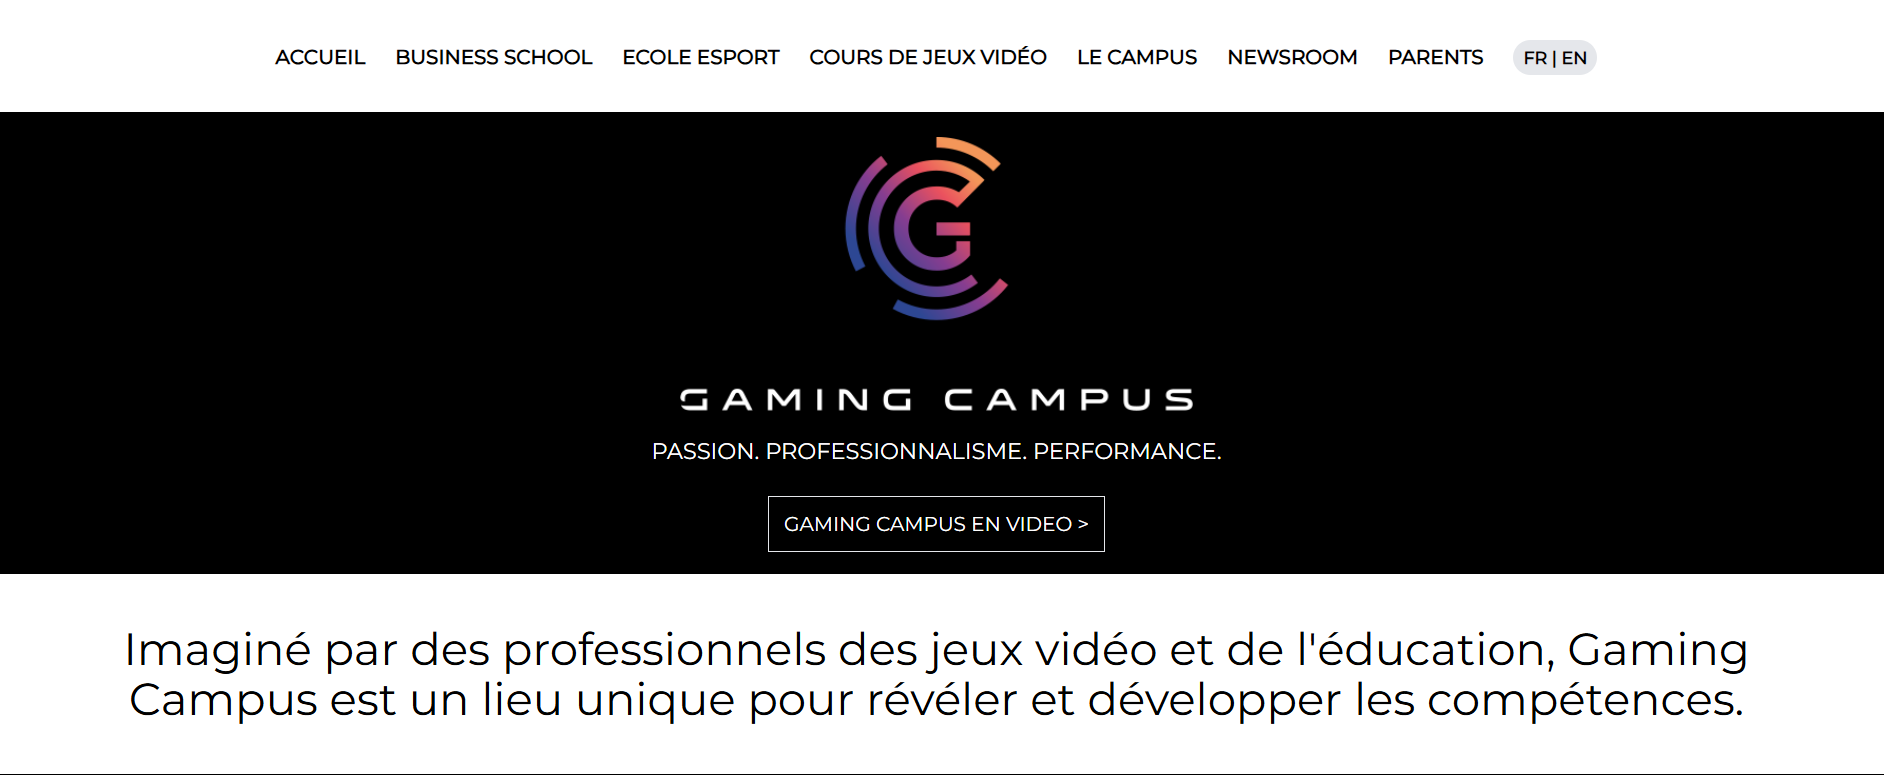 ACCUEIL BUSINESS SCHOOL ECOLE ESPORT COURS DE JEUX VIDÉO LE CAMPUS NEWSROOM PARENTS FR | EN
GAMING CAMPUS
PASSION. PROFESSIONNALISME. PERFORMANCE.
GAMING CAMPUS EN VIDEO >
Imaginé par des professionnels des jeux vidéo et de l'éducation, Gaming
Campus est un lieu unique pour révéler et développer les compétences.